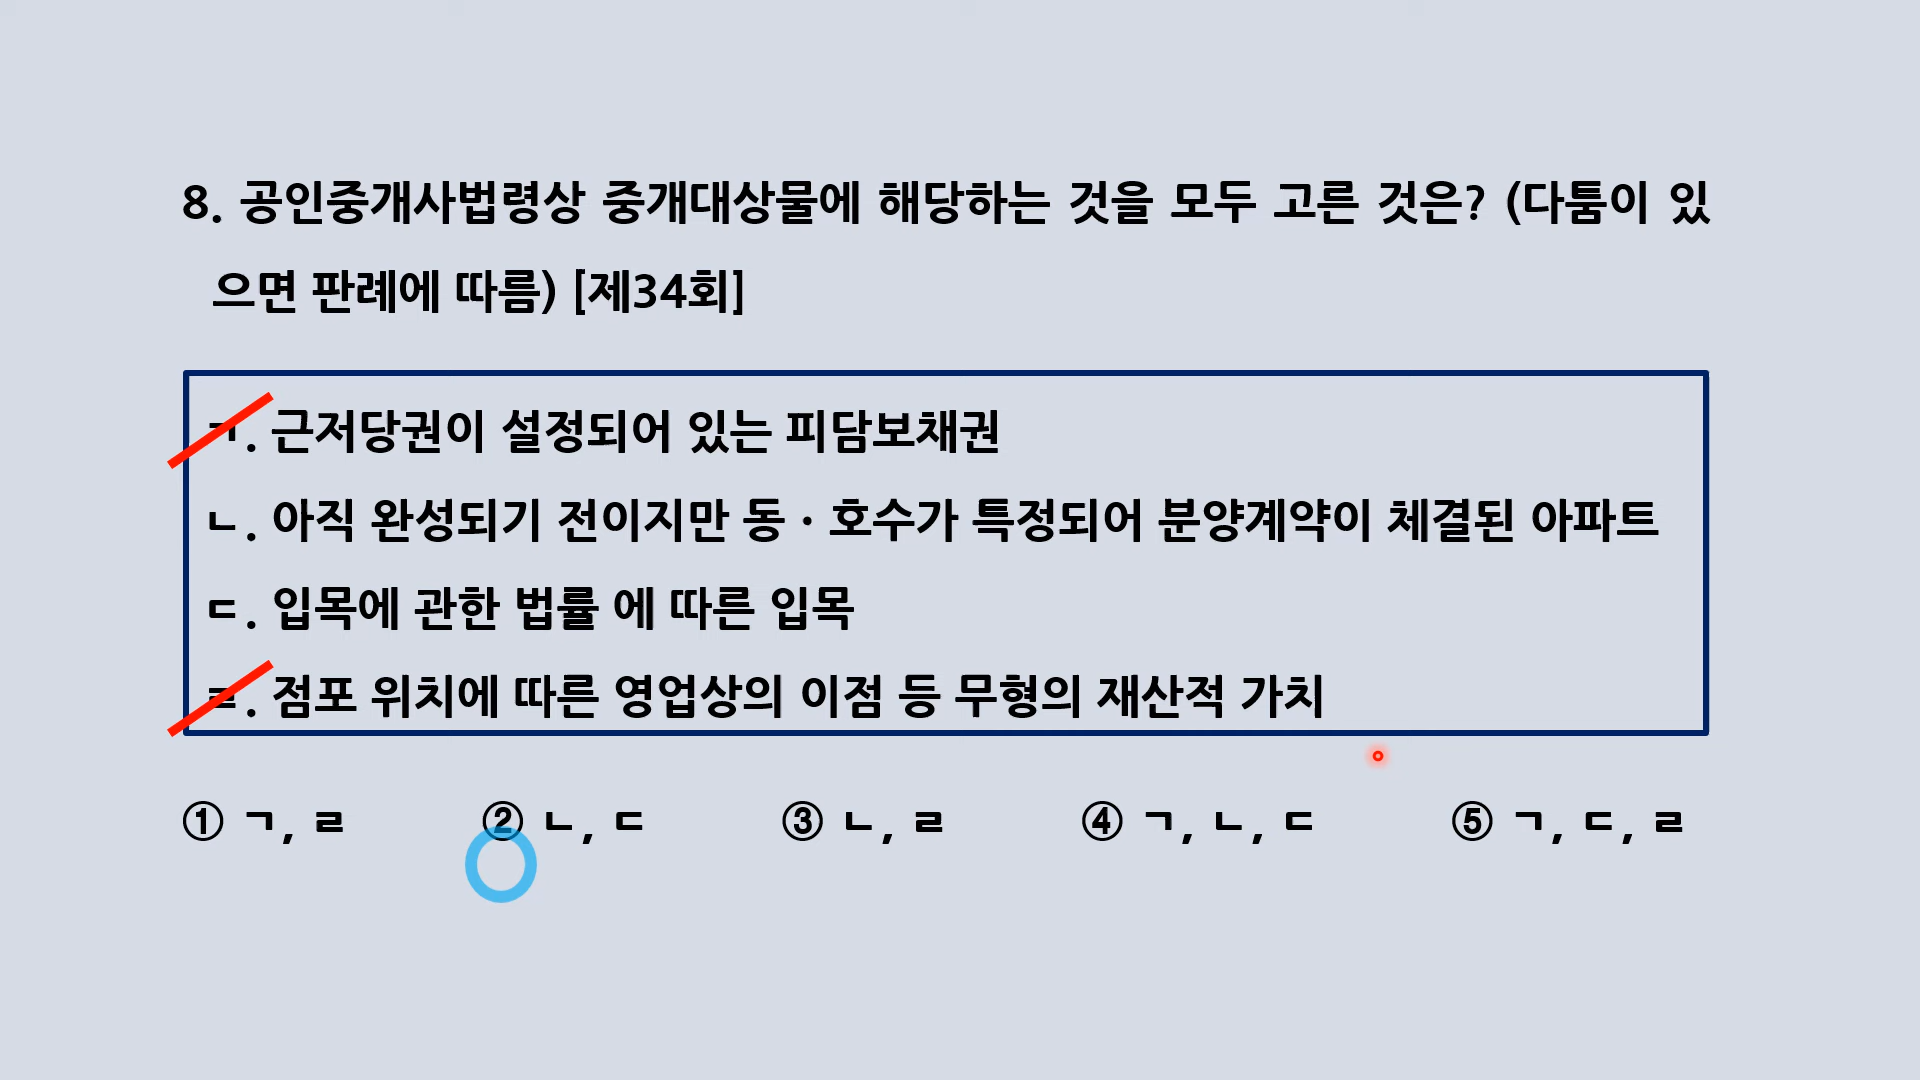 8. 공인중개사법령상 중개대상물에 해당하는 것을 모두 고른 것은? (다툼이 있
으면 판례에 따름) [제34회]
ㄱ. 근저당권이 설정되어 있는 피담보채권
ㄴ. 아직 완성되기 전이지만 동 · 호수가 특정되어 분양계약이 체결된 아파트
ㄷ. 입목에 관한 법률 에 따른 입목
ㄹ. 점포 위치에 따른 영업상의 이점 등 무형의 재산적 가치
① ㄱ, ㄹ ② ㄴ, ㄷ ③ ㄴ, ㄹ ④ ㄱ, ㄴ, ㄷ ⑤ ㄱ, ㄷ, ㄹ